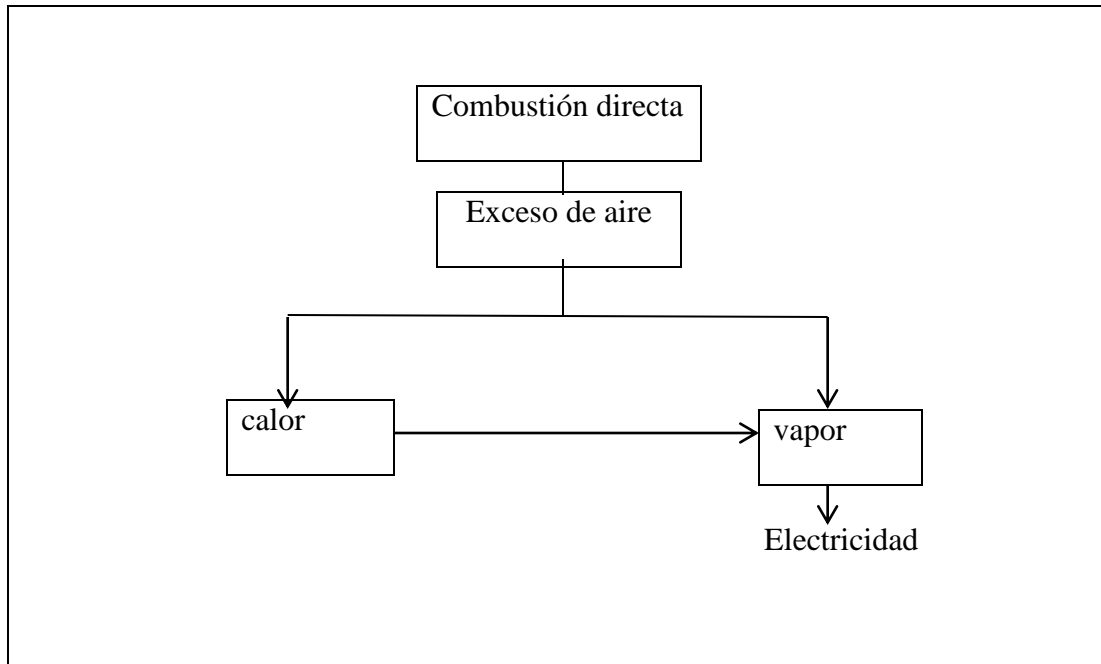 Combustión directa
Exceso de aire
calor
vapor
Electricidad